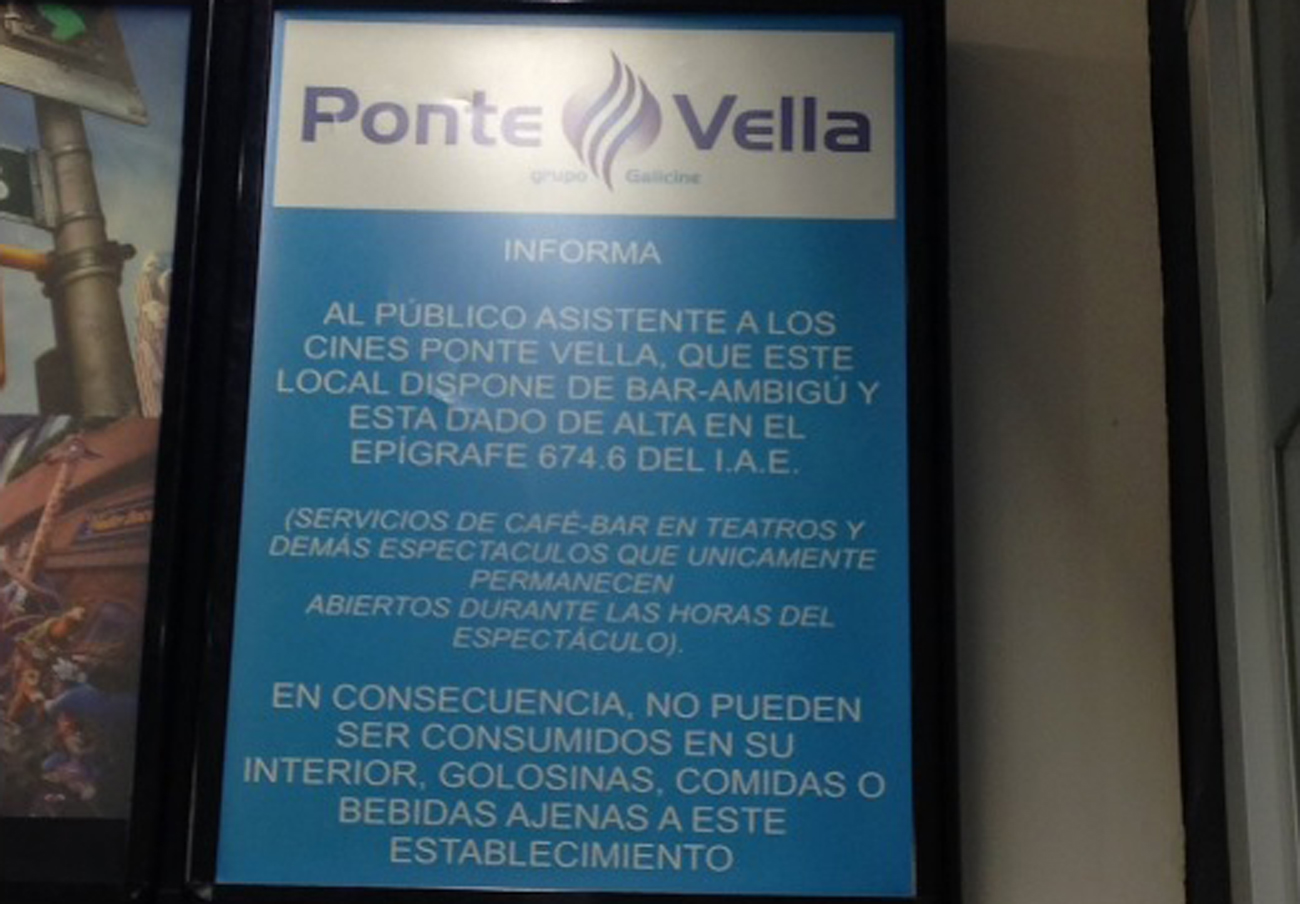 Ponte Vella
grupo Galicine
INFORMA
AL PÚBLICO ASISTENTE A LOS
CINES PONTE VELLA, QUE ESTE
LOCAL DISPONE DE BAR-AMBIGÚ Y
ESTA DADO DE ALTA EN EL
EPÍGRAFE 674.6 DEL I.A.E.
(SERVICIOS DE CAFÉ-BAR EN TEATROS Y
DEMÁS ESPECTACULOS QUE UNICAMENTE
PERMANECEN
ABIERTOS DURANTE LAS HORAS DEL
ESPECTÁCULO).
EN CONSECUENCIA, NO PUEDEN
SER CONSUMIDOS EN SU
INTERIOR, GOLOSINAS, COMIDAS O
BEBIDAS AJENAS A ESTE
ESTABLECIMIENTO